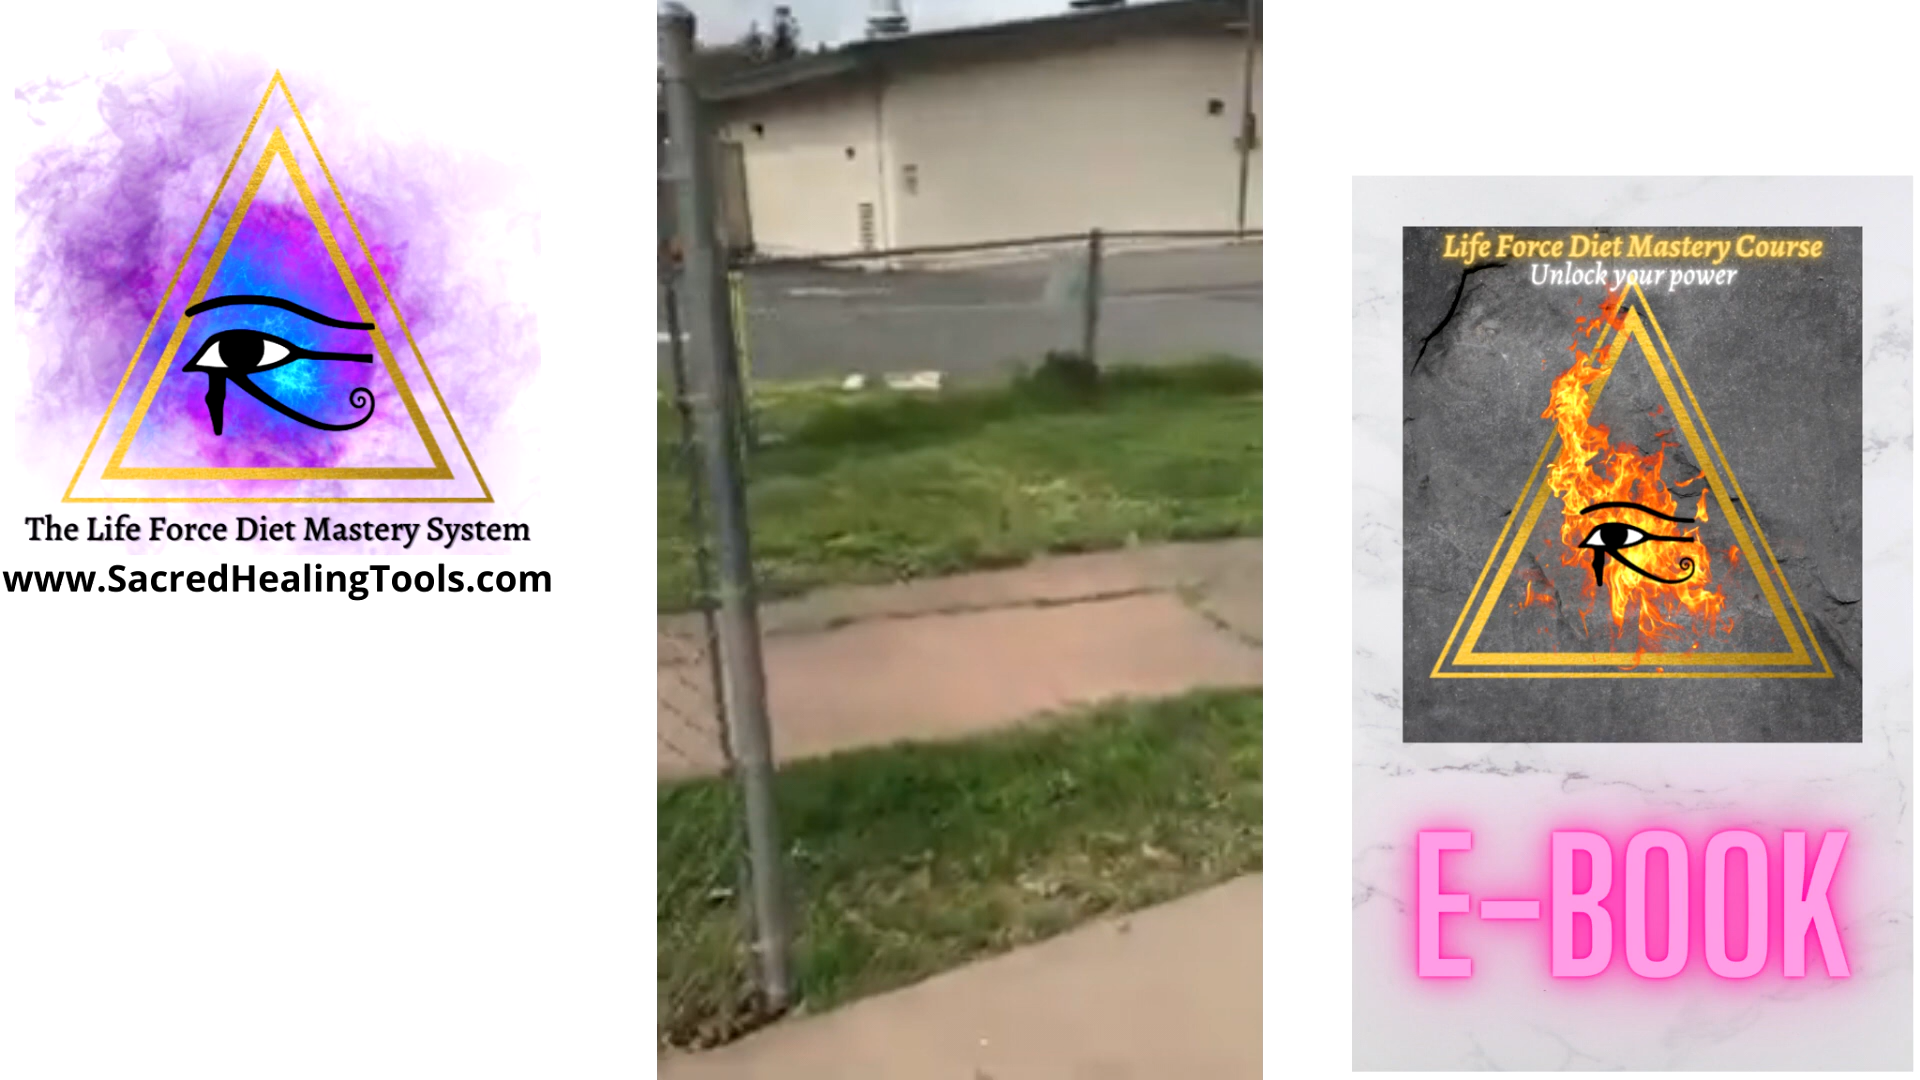 The Life Force Diet Mastery System
www.SacredHealingTools.com
Life Force Diet Mastery Course
Unlock your power
E-BOOK